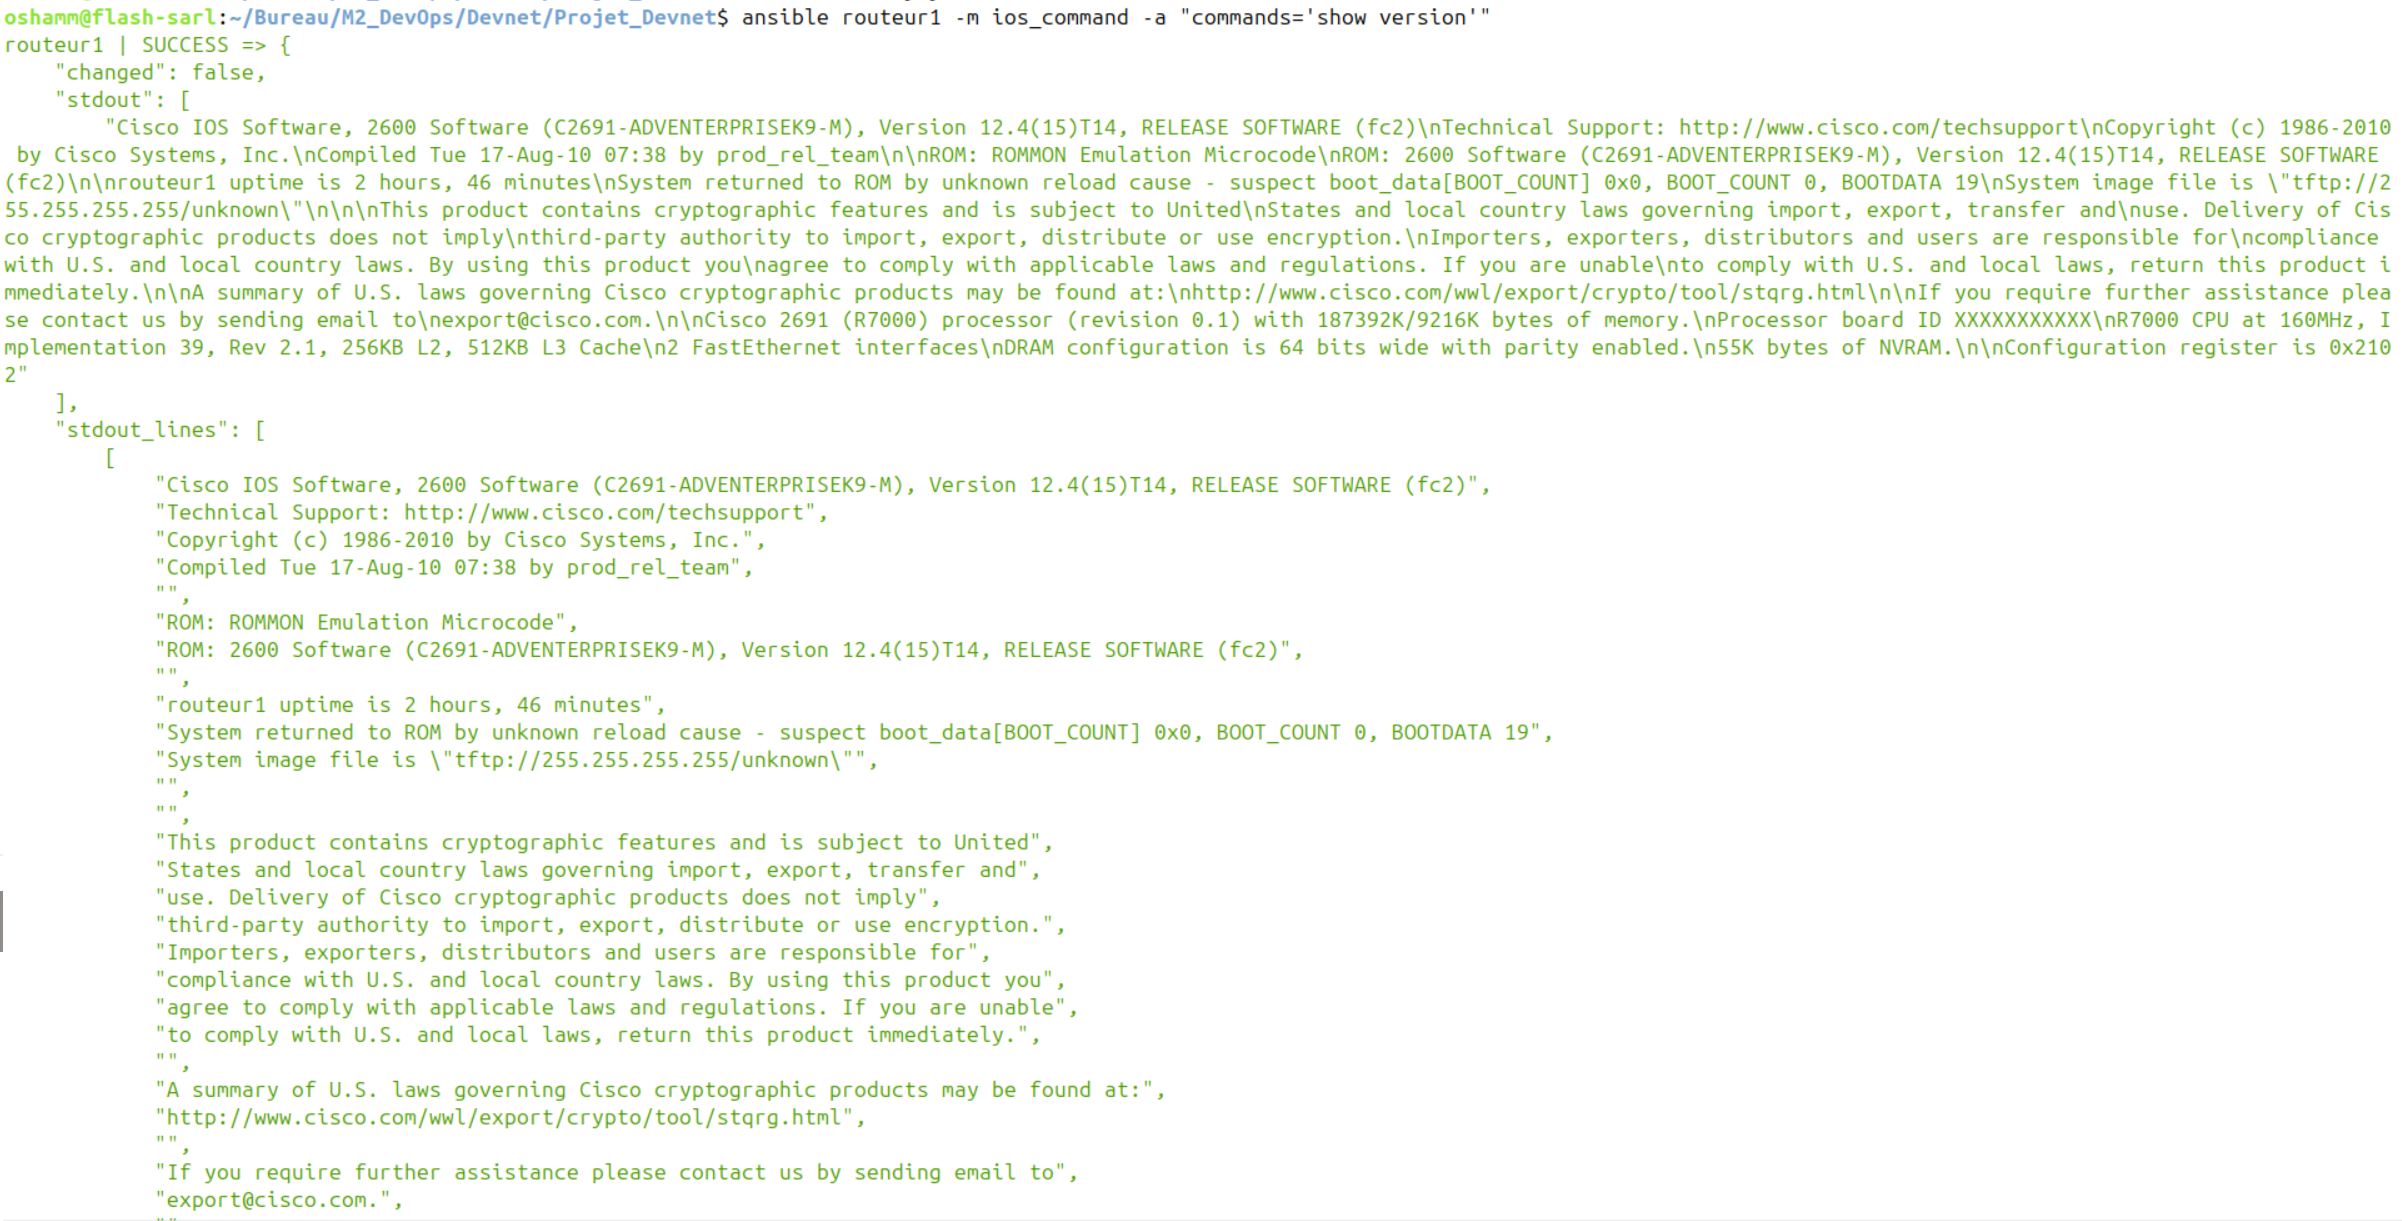 oshamm@flash-sarl:~/Bureau/M2_DevOps/Devnet/Projet_Devnet$ ansible routeur1 -m ios_command -a "commands='show version'"
routeur1 | SUCCESS => {
    "changed": false,
    "stdout": [
        "Cisco IOS Software, 2600 Software (C2691-ADVENTERPRISEK9-M), Version 12.4(15)T14, RELEASE SOFTWARE (fc2)\nTechnical Support: http://www.cisco.com/techsupport\nCopyright (c) 1986-2010
 by Cisco Systems, Inc.\nCompiled Tue 17-Aug-10 07:38 by prod_rel_team\n\nROM: ROMMON Emulation Microcode\nROM: 2600 Software (C2691-ADVENTERPRISEK9-M), Version 12.4(15)T14, RELEASE SOFTWARE
(fc2)\n\nrouteur1 uptime is 2 hours, 46 minutes\nSystem returned to ROM by unknown reload cause - suspect boot_data[BOOT_COUNT] 0x0, BOOT_COUNT 0, BOOTDATA 19\nSystem image file is \"tftp://2
55.255.255.255/unknown\"\n\n\nThis product contains cryptographic features and is subject to United\nStates and local country laws governing import, export, transfer and\nuse. Delivery of Cis
co cryptographic products does not imply\nthird-party authority to import, export, distribute or use encryption.\nImporters, exporters, distributors and users are responsible for\ncompliance
with U.S. and local country laws. By using this product you\nagree to comply with applicable laws and regulations. If you are unable\nto comply with U.S. and local laws, return this product i
mmediately.\n\nA summary of U.S. laws governing Cisco cryptographic products may be found at:\nhttp://www.cisco.com/wwl/export/crypto/tool/stqrg.html\n\nIf you require further assistance plea
se contact us by sending email to\nexport@cisco.com.\n\nCisco 2691 (R7000) processor (revision 0.1) with 187392K/9216K bytes of memory.\nProcessor board ID XXXXXXXXXXX\nR7000 CPU at 160MHz, I
mplementation 39, Rev 2.1, 256KB L2, 512KB L3 Cache\n2 FastEthernet interfaces\nDRAM configuration is 64 bits wide with parity enabled.\n55K bytes of NVRAM.\n\nConfiguration register is 0x210
2"
    ],
    "stdout_lines": [
        [
            "Cisco IOS Software, 2600 Software (C2691-ADVENTERPRISEK9-M), Version 12.4(15)T14, RELEASE SOFTWARE (fc2)",
            "Technical Support: http://www.cisco.com/techsupport",
            "Copyright (c) 1986-2010 by Cisco Systems, Inc.",
            "Compiled Tue 17-Aug-10 07:38 by prod_rel_team",
            "",
            "ROM: ROMMON Emulation Microcode",
            "ROM: 2600 Software (C2691-ADVENTERPRISEK9-M), Version 12.4(15)T14, RELEASE SOFTWARE (fc2)",
            "",
            "routeur1 uptime is 2 hours, 46 minutes",
            "System returned to ROM by unknown reload cause - suspect boot_data[BOOT_COUNT] 0x0, BOOT_COUNT 0, BOOTDATA 19",
            "System image file is \"tftp://255.255.255.255/unknown\"",
            "",
            "",
            "This product contains cryptographic features and is subject to United",
            "States and local country laws governing import, export, transfer and",
            "use. Delivery of Cisco cryptographic products does not imply",
            "third-party authority to import, export, distribute or use encryption.",
            "Importers, exporters, distributors and users are responsible for",
            "compliance with U.S. and local country laws. By using this product you",
            "agree to comply with applicable laws and regulations. If you are unable",
            "to comply with U.S. and local laws, return this product immediately.",
            "",
            "A summary of U.S. laws governing Cisco cryptographic products may be found at:",
            "http://www.cisco.com/wwl/export/crypto/tool/stqrg.html",
            "",
            "If you require further assistance please contact us by sending email to",
            "export@cisco.com.",